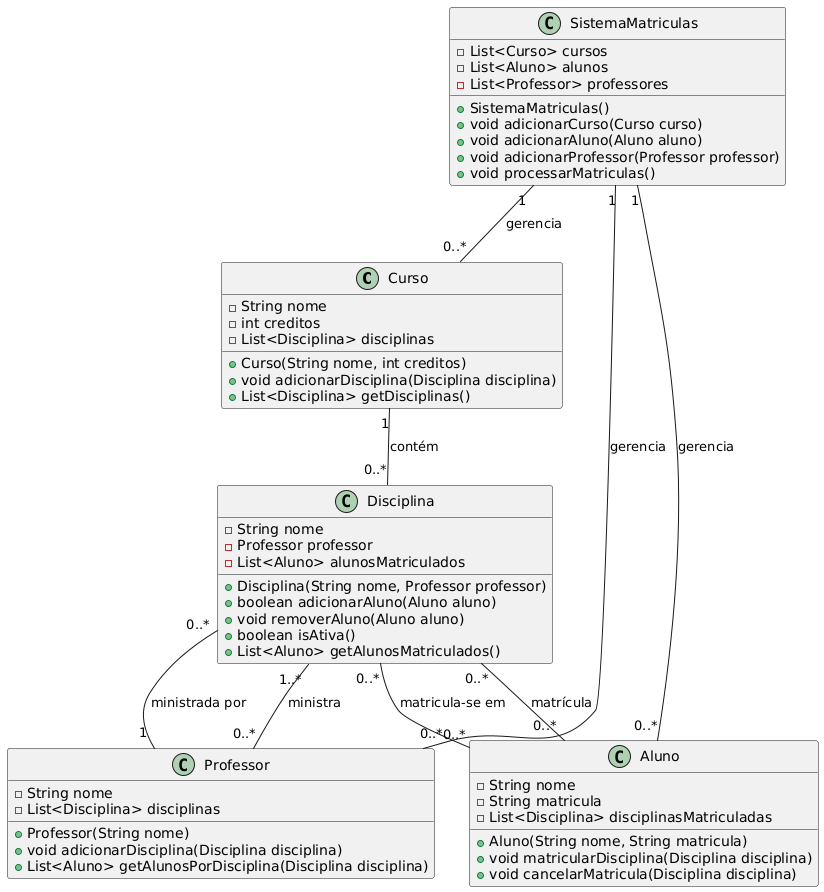 C SistemaMatriculas
List<Curso> cursos
List<Aluno> alunos
List<Professor> professores
SistemaMatriculas()
void adicionarCurso(Curso curso)
void adicionarAluno(Aluno aluno)
void adicionarProfessor(Professor professor)
void processarMatriculas()
1
1
1
gerencia
0..*
C Curso
String nome
int creditos
List<Disciplina> disciplinas
Curso(String nome, int creditos)
void adicionarDisciplina(Disciplina disciplina)
List<Disciplina> getDisciplinas()
1
contém
gerencia
gerencia
0..*
C Disciplina
String nome
Professor professor
List<Aluno> alunosMatriculados
Disciplina(String nome, Professor professor)
boolean adicionarAluno(Aluno aluno)
void removerAluno(Aluno aluno)
boolean isAtiva()
List<Aluno> getAlunosMatriculados()
0..*
1..*
0..*
0..*
ministrada por
ministra
matricula-se em
matrícula
1
0..*
0..*
0..*
0..*
0..*
C Professor
String nome
List<Disciplina> disciplinas
Professor(String nome)
void adicionarDisciplina(Disciplina disciplina)
List<Aluno> getAlunosPorDisciplina(Disciplina disciplina)
C Aluno
String nome
String matricula
List<Disciplina> disciplinasMatriculadas
Aluno(String nome, String matricula)
void matricularDisciplina(Disciplina disciplina)
void cancelarMatricula(Disciplina disciplina)